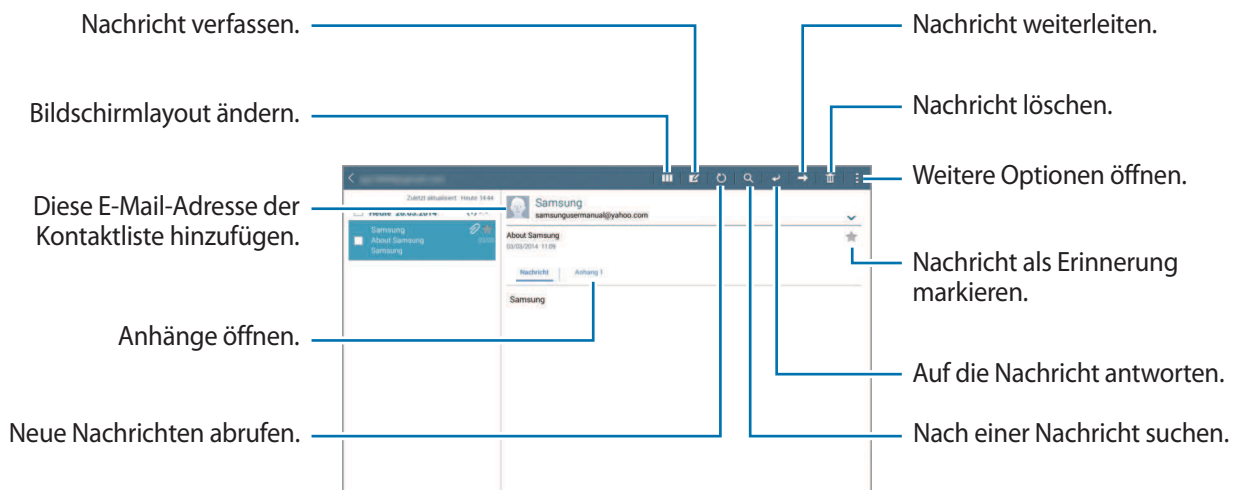 Nachricht verfassen.
Bildschirmlayout ändern.
Diese E-Mail-Adresse der
Kontaktliste hinzufügen.
Anhänge öffnen.
Neue Nachrichten abrufen.
Zuletzt aktualisiert: Heute 14:44
Heute
Samsung
About Samsung
Samsung
Samsung
samsungusermanual@yahoo.com
About Samsung
03/03/2014 11:09
Nachricht
Anhang 1
Samsung
Nachricht weiterleiten.
Nachricht löschen.
Weitere Optionen öffnen.
Nachricht als Erinnerung
markieren.
Auf die Nachricht antworten.
Nach einer Nachricht suchen.